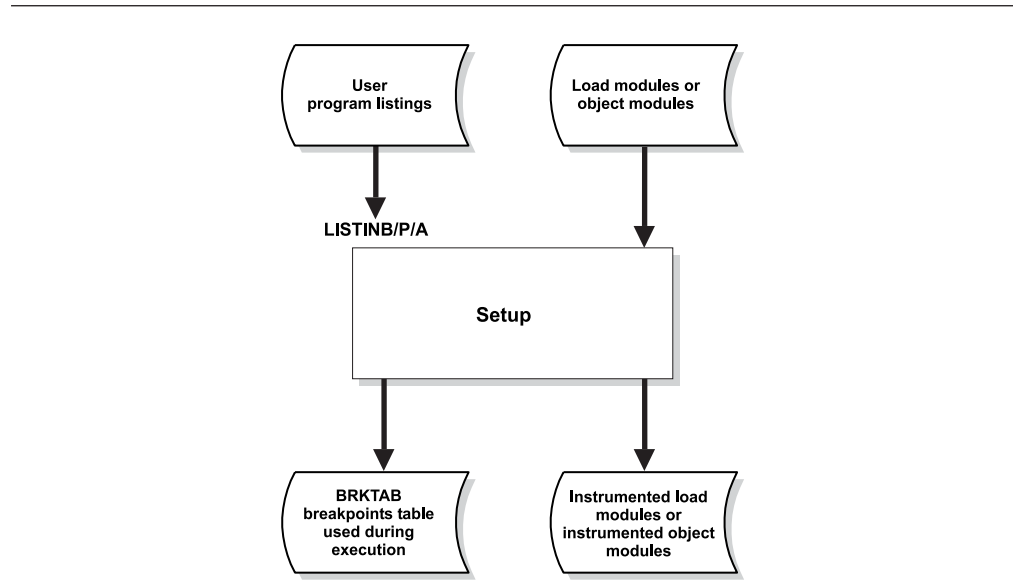 User
program listings
Load modules or
object modules
LISTINB/P/A
Setup
BRKTAB
breakpoints table
used during
execution
Instrumented load
modules or
instrumented object
modules